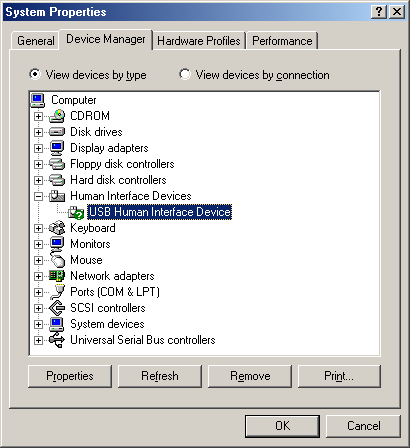 System Properties
General Device Manager Hardware Profiles Performance
View devices by type View devices by connection
Computer
CDROM
Disk drives
Display adapters
Floppy disk controllers
Hard disk controllers
Human Interface Devices
USB Human Interface Device
Keyboard
Monitors
Mouse
Network adapters
Ports (COM & LPT)
SCSI controllers
System devices
Universal Serial Bus controllers
Properties Refresh Remove Print...
OK Cancel